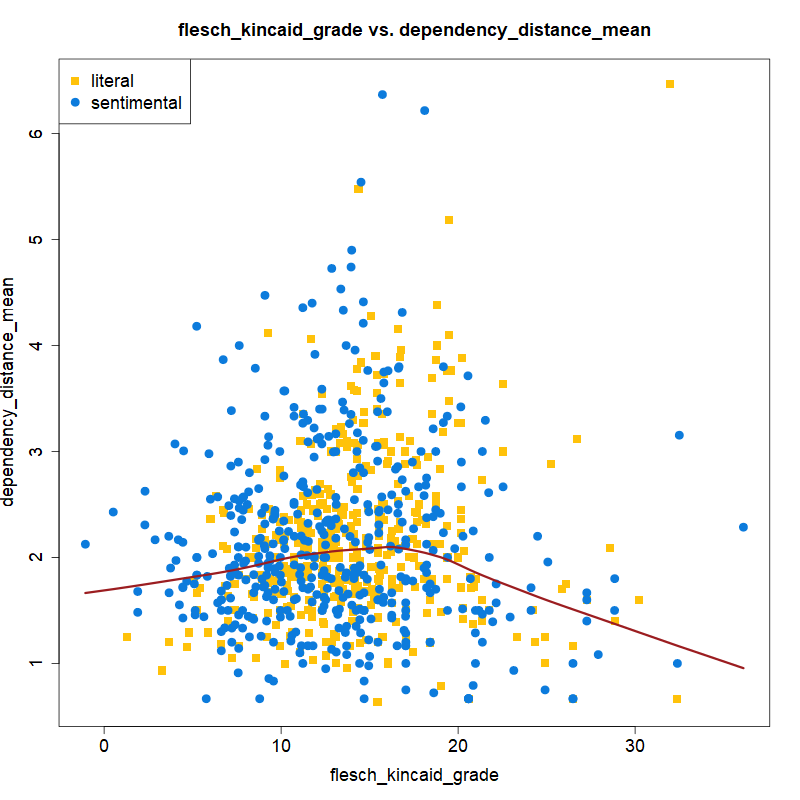 flesch_kincaid_grade vs. dependency_distance_mean
literal
sentimental
dependency_distance_mean
6
5
4
3
2
1
0 10 20 30
flesch_kincaid_grade